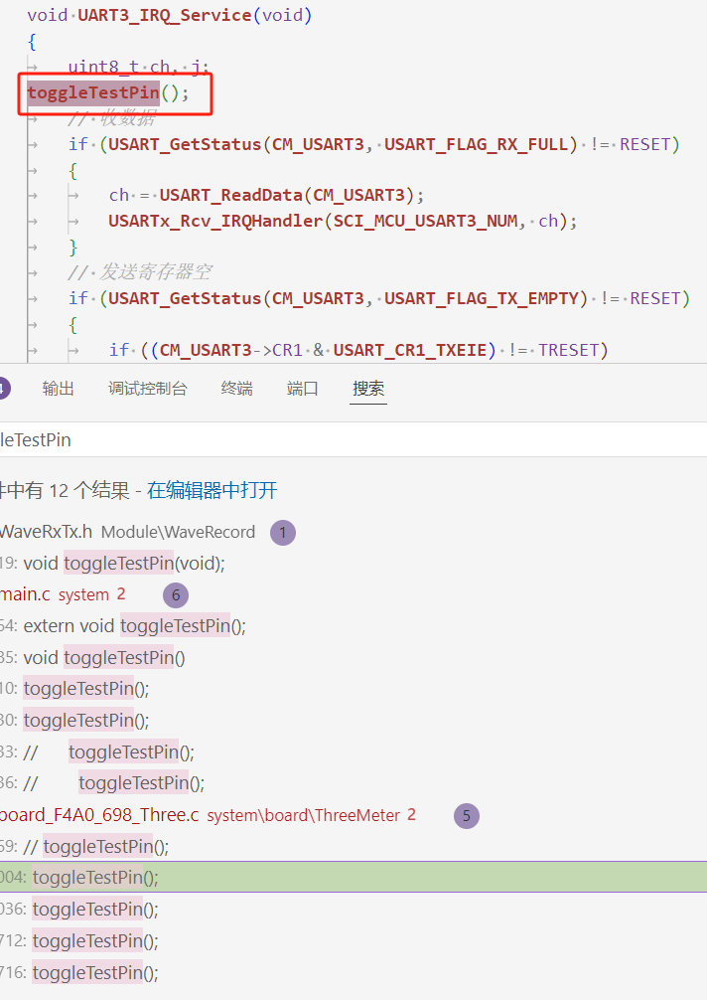 void UART3_IRQ_Service(void)
{
uint8_t ch, j;
toggleTestPin();
// 收数据
if (USART_GetStatus(CM_USART3, USART_FLAG_RX_FULL) != RESET)
{
ch = USART_ReadData(CM_USART3);
USARTx_Rcv_IRQHandler(SCI_MCU_USART3_NUM, ch);
}
// 发送寄存器空
if (USART_GetStatus(CM_USART3, USART_FLAG_TX_EMPTY) != RESET)
{
if ((CM_USART3->CR1 & USART_CR1_TXEIE) != TRESET)
4 输出 调试控制台 终端 端口 搜索
leTestPin
件中有 12 个结果 - 在编辑器中打开
WaveRxTx.h Module\WaveRecord 1
19: void toggleTestPin(void);
main.c system 2 6
54: extern void toggleTestPin();
35: void toggleTestPin()
10: toggleTestPin();
30: toggleTestPin();
33: // toggleTestPin();
36: // toggleTestPin();
board_F4A0_698_Three.c system\board\ThreeMeter 2 5
59: // toggleTestPin();
004: toggleTestPin();
036: toggleTestPin();
712: toggleTestPin();
716: toggleTestPin();